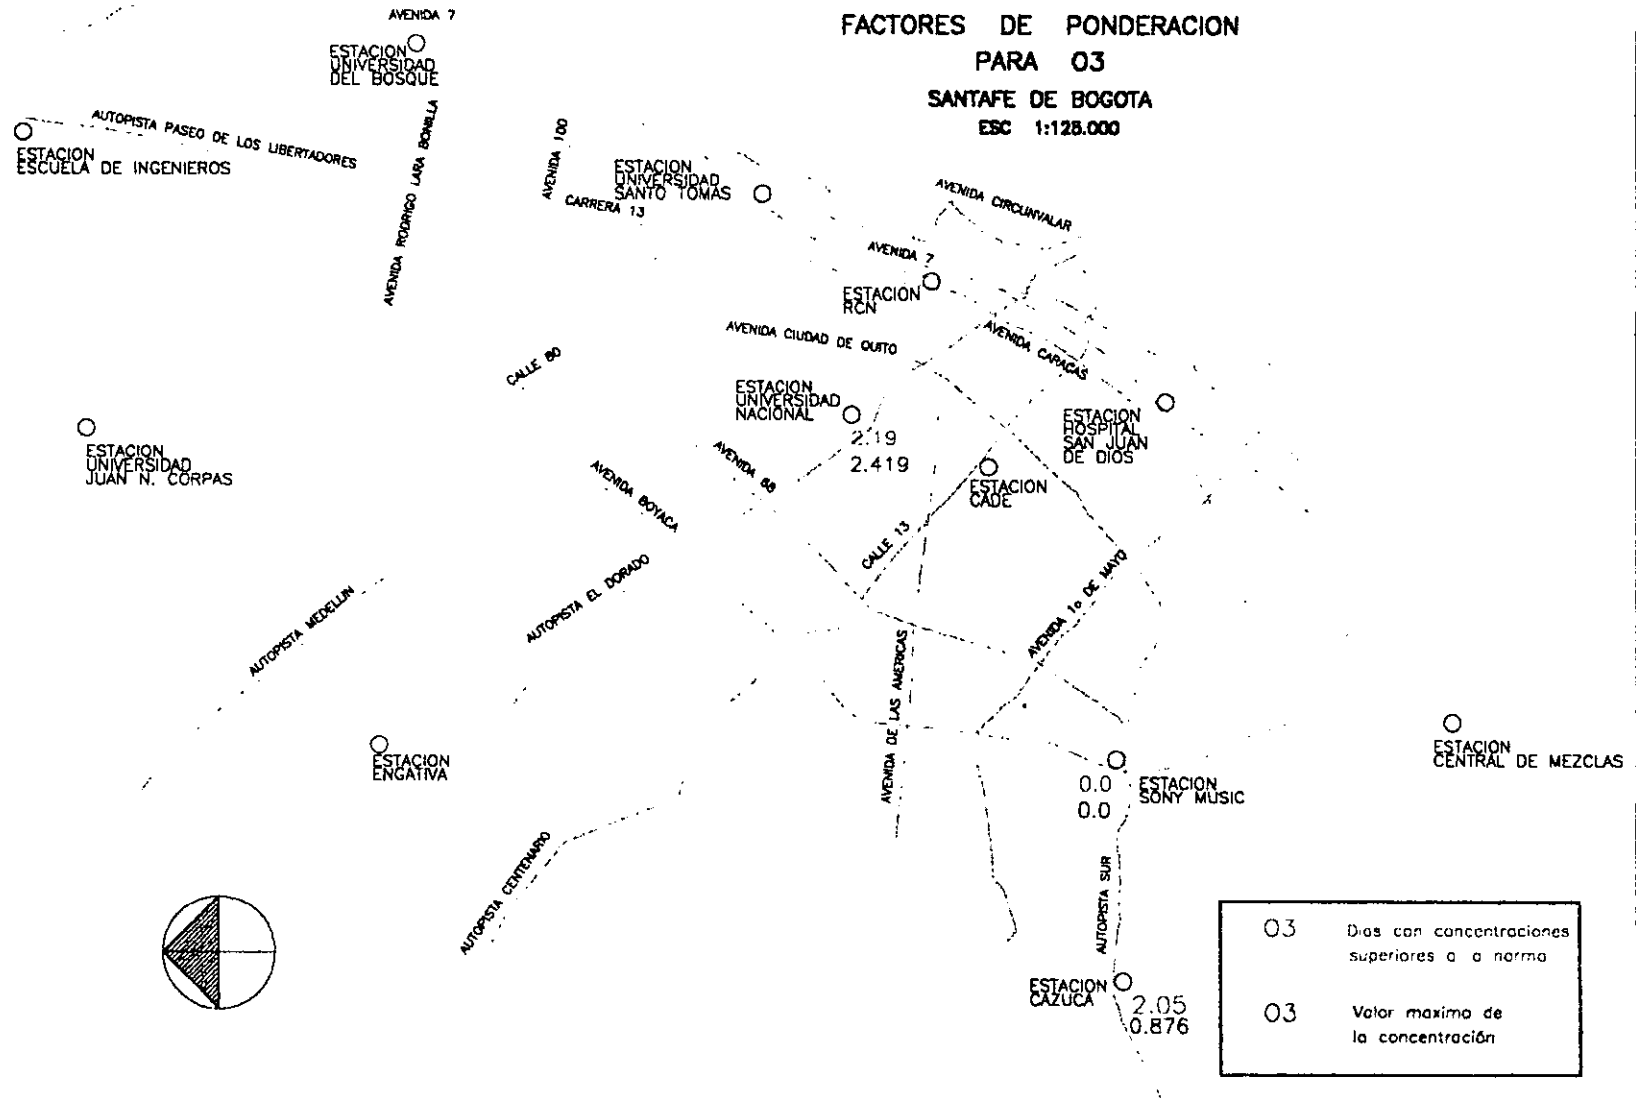 FACTORES DE PONDERACION
PARA O3
SANTAFE DE BOGOTA
ESC 1:125.000
AVENIDA 7
ESTACION
UNIVERSIDAD
DEL BOSQUE
AUTOPISTA PASEO DE LOS LIBERTADORES
ESTACION
ESCUELA DE INGENIEROS
AVENIDA RODRIGO LARA BONILLA
AVENIDA 100
CARRERA 13
ESTACION
UNIVERSIDAD
SANTO TOMAS
AVENIDA CIRCUNVALAR
AVENIDA 7
ESTACION
RCN
AVENIDA CIUDAD DE QUITO
AVENIDA CARACAS
CALLE 80
ESTACION
UNIVERSIDAD
NACIONAL
2.19
2.419
ESTACION
HOSPITAL
SAN JUAN
DE DIOS
ESTACION
UNIVERSIDAD
JUAN N. CORPAS
AVENIDA 68
AVENIDA BOYACA
ESTACION
CADE
CALLE 13
AUTOPISTA MEDELLIN
AUTOPISTA EL DORADO
AVENIDA 1o DE MAYO
AVENIDA DE LAS AMERICAS
ESTACION
ENGATIVA
ESTACION
CENTRAL DE MEZCLAS
0.0
0.0
ESTACION
SONY MUSIC
AUTOPISTA CENTENARIO
AUTOPISTA SUR
ESTACION
CAZUCA
2.05
0.876
O3 Dias con concentraciones
superiores a a norma
O3 Valor maximo de
la concentración